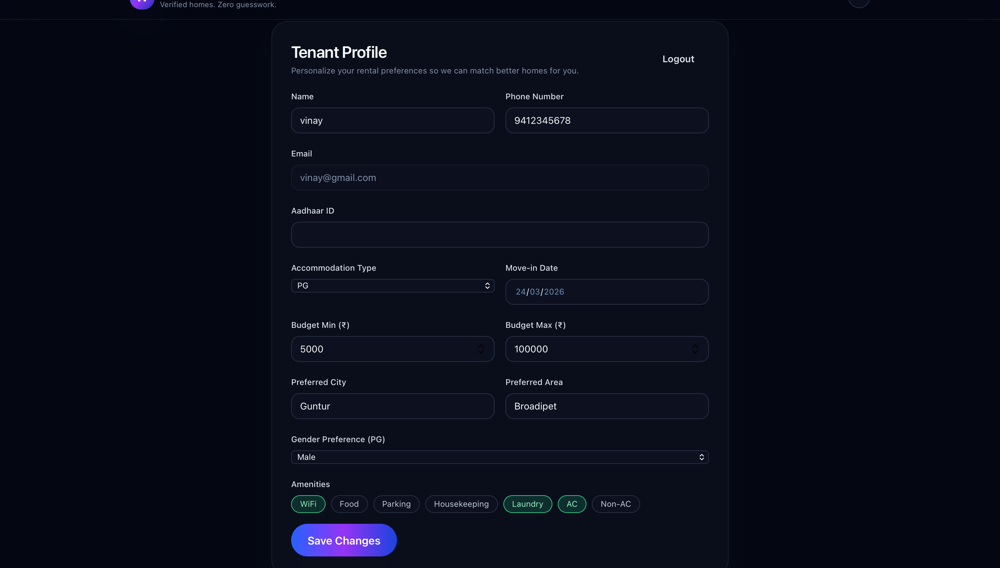 Verified homes. Zero guesswork.
Tenant Profile
Logout
Personalize your rental preferences so we can match better homes for you.
Name
Phone Number
vinay
9412345678
Email
vinay@gmail.com
Aadhaar ID
Accommodation Type
Move-in Date
PG
24/03/2026
Budget Min (₹)
Budget Max (₹)
5000
100000
Preferred City
Preferred Area
Guntur
Broadipet
Gender Preference (PG)
Male
Amenities
WiFi Food Parking Housekeeping Laundry AC Non-AC
Save Changes